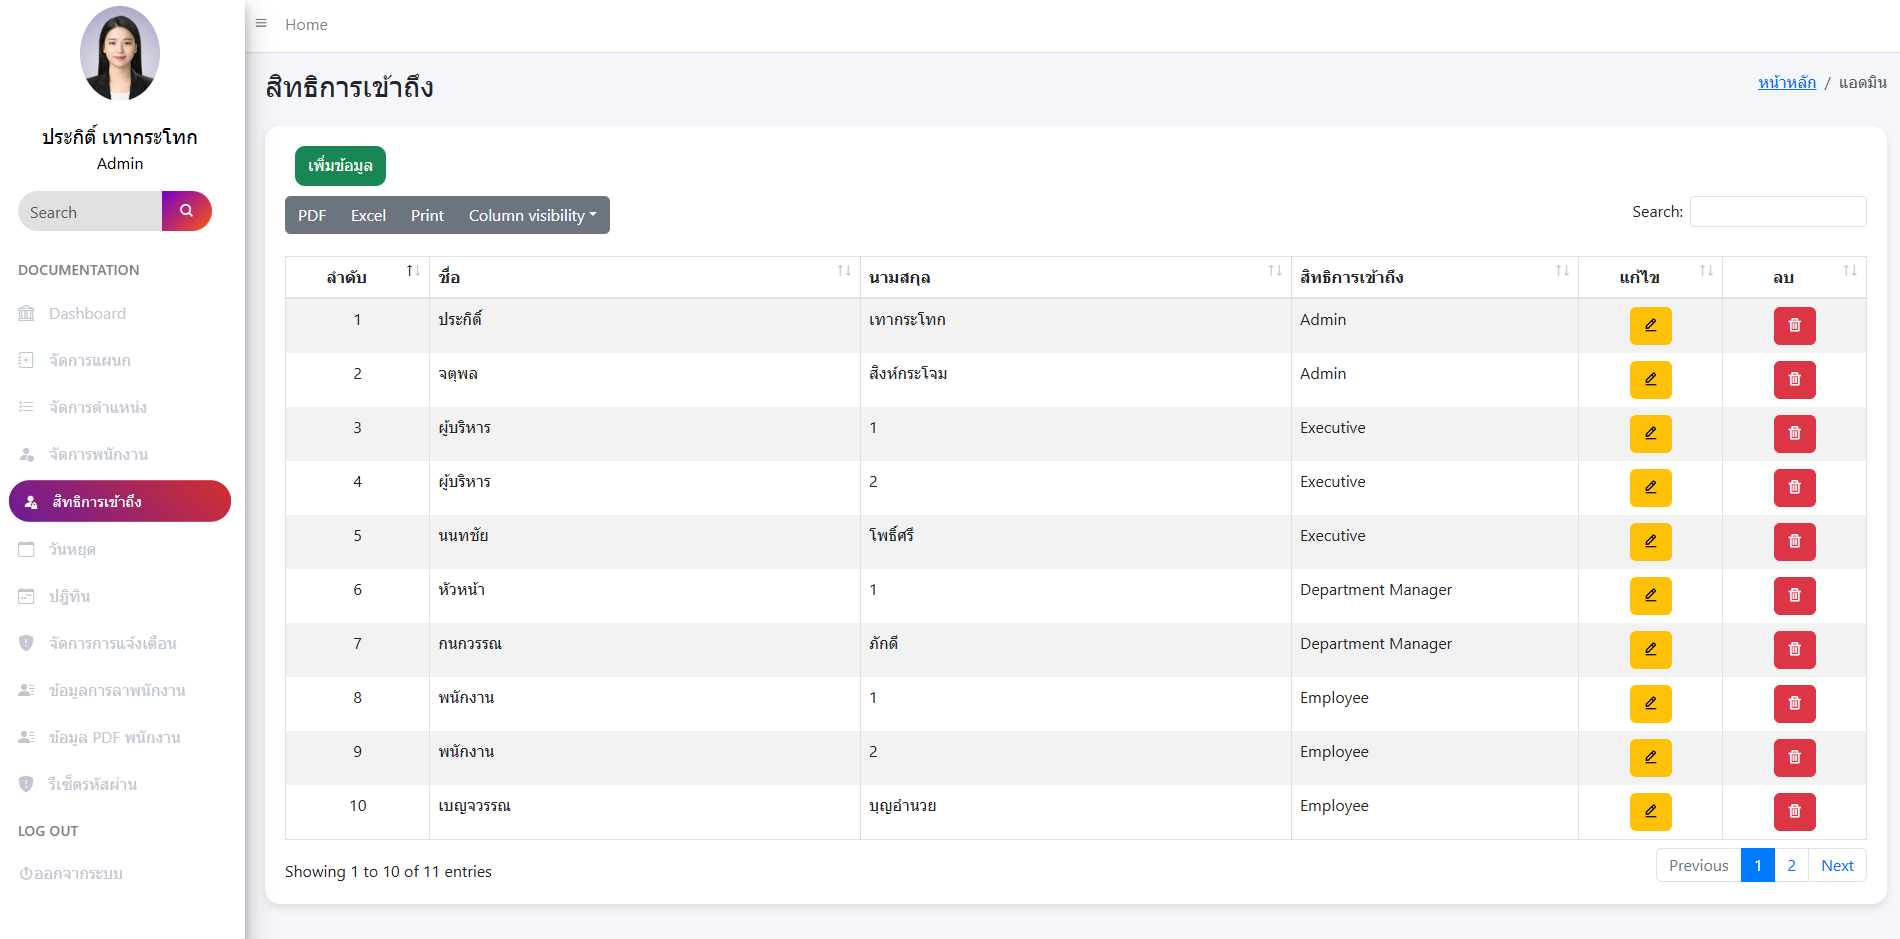 ประกิติ์ เทากระโทก
Admin
Search
DOCUMENTATION
Dashboard
จัดการแผนก
จัดการตำแหน่ง
จัดการพนักงาน
สิทธิการเข้าถึง
วันหยุด
ปฏิทิน
จัดการการแจ้งเตือน
ข้อมูลการลาพนักงาน
ข้อมูล PDF พนักงาน
รีเซ็ตรหัสผ่าน
LOG OUT
ออกจากระบบ
Home
สิทธิการเข้าถึง
หน้าหลัก / แอดมิน
เพิ่มข้อมูล
PDF Excel Print Column visibility
Search:
ลำดับ ชื่อ นามสกุล สิทธิการเข้าถึง แก้ไข ลบ
1 ประกิติ์ เทากระโทก Admin
2 จตุพล สิงห์กระโจม Admin
3 ผู้บริหาร 1 Executive
4 ผู้บริหาร 2 Executive
5 นนทชัย โพธิ์ศรี Executive
6 หัวหน้า 1 Department Manager
7 กนกวรรณ ภักดี Department Manager
8 พนักงาน 1 Employee
9 พนักงาน 2 Employee
10 เบญจวรรณ บุญอำนวย Employee
Showing 1 to 10 of 11 entries
Previous 1 2 Next